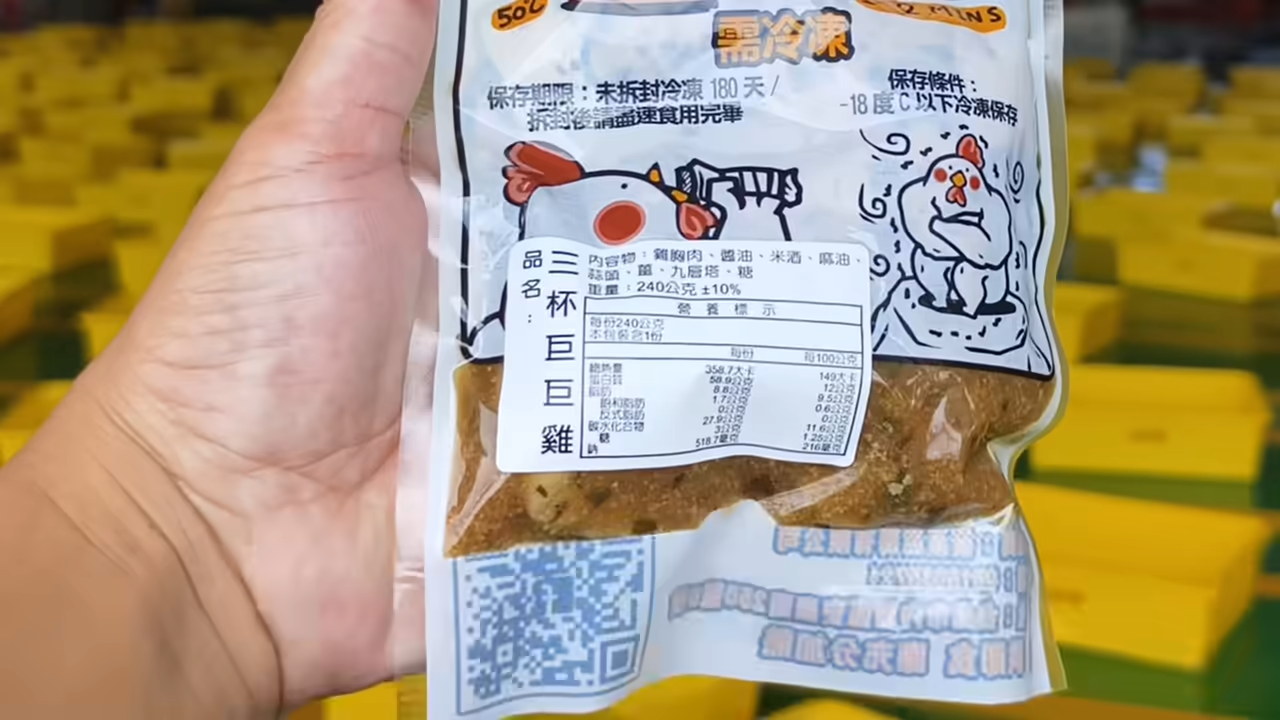 50℃
MINS
需冷凍
保存期限：未拆封冷凍 180 天 /
拆封後請盡速食用完畢
保存條件：
-18 度 C 以下冷凍保存
品名：
三杯巨巨雞
內容物：雞胸肉、醬油、米酒、麻油、
蒜頭、薑、九層塔、糖
重量：240公克 ±10%
營養標示
每份240公克
本包裝含1份
每份 每100公克
總熱量 358.7大卡 149大卡
蛋白質 58.9公克 12公克
脂肪 8.8公克 9.5公克
飽和脂肪 1.7公克 0.6公克
反式脂肪 0公克 0公克
碳水化合物 27.9公克 11.6公克
糖 3公克 1.25公克
鈉 518.7毫克 216毫克